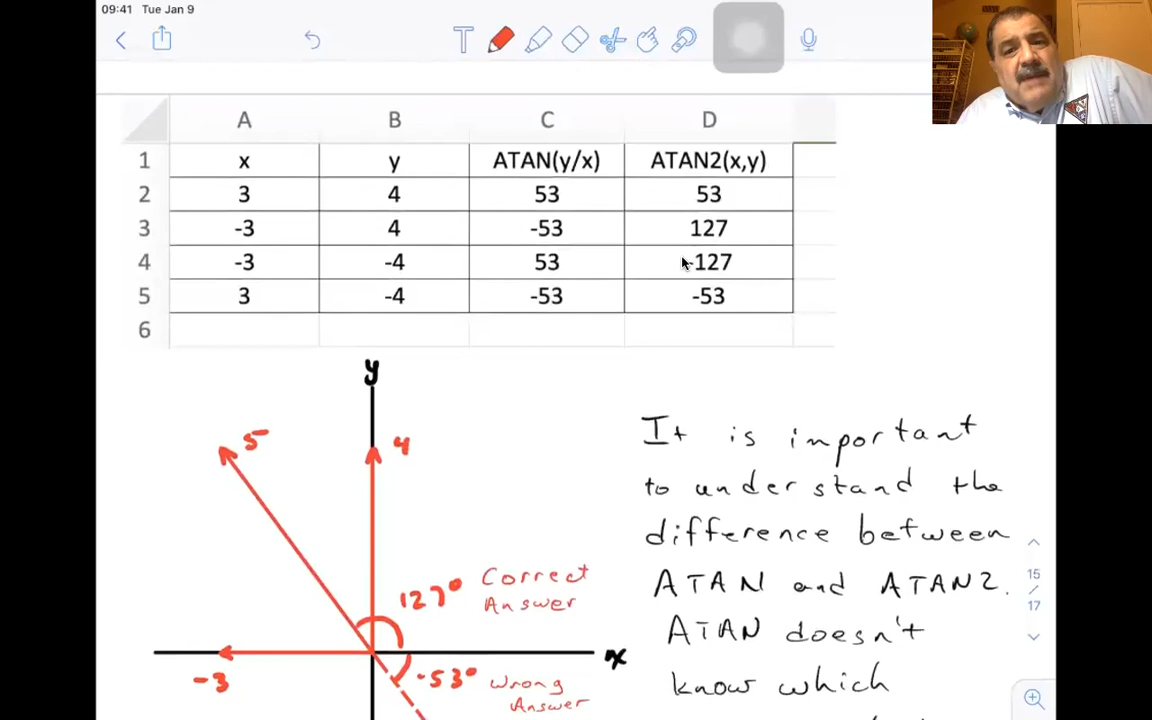 09:41 Tue Jan 9
T
A B C D
1 x y ATAN(y/x) ATAN2(x,y)
2 3 4 53 53
3 -3 4 -53 127
4 -3 -4 53 -127
5 3 -4 -53 -53
6
y
5
4
127° Correct
Answer
x
-3
-53° Wrong
Answer
It is important
to understand the
difference between
ATAN and ATAN2.
ATAN doesn't
know which
15
/
17